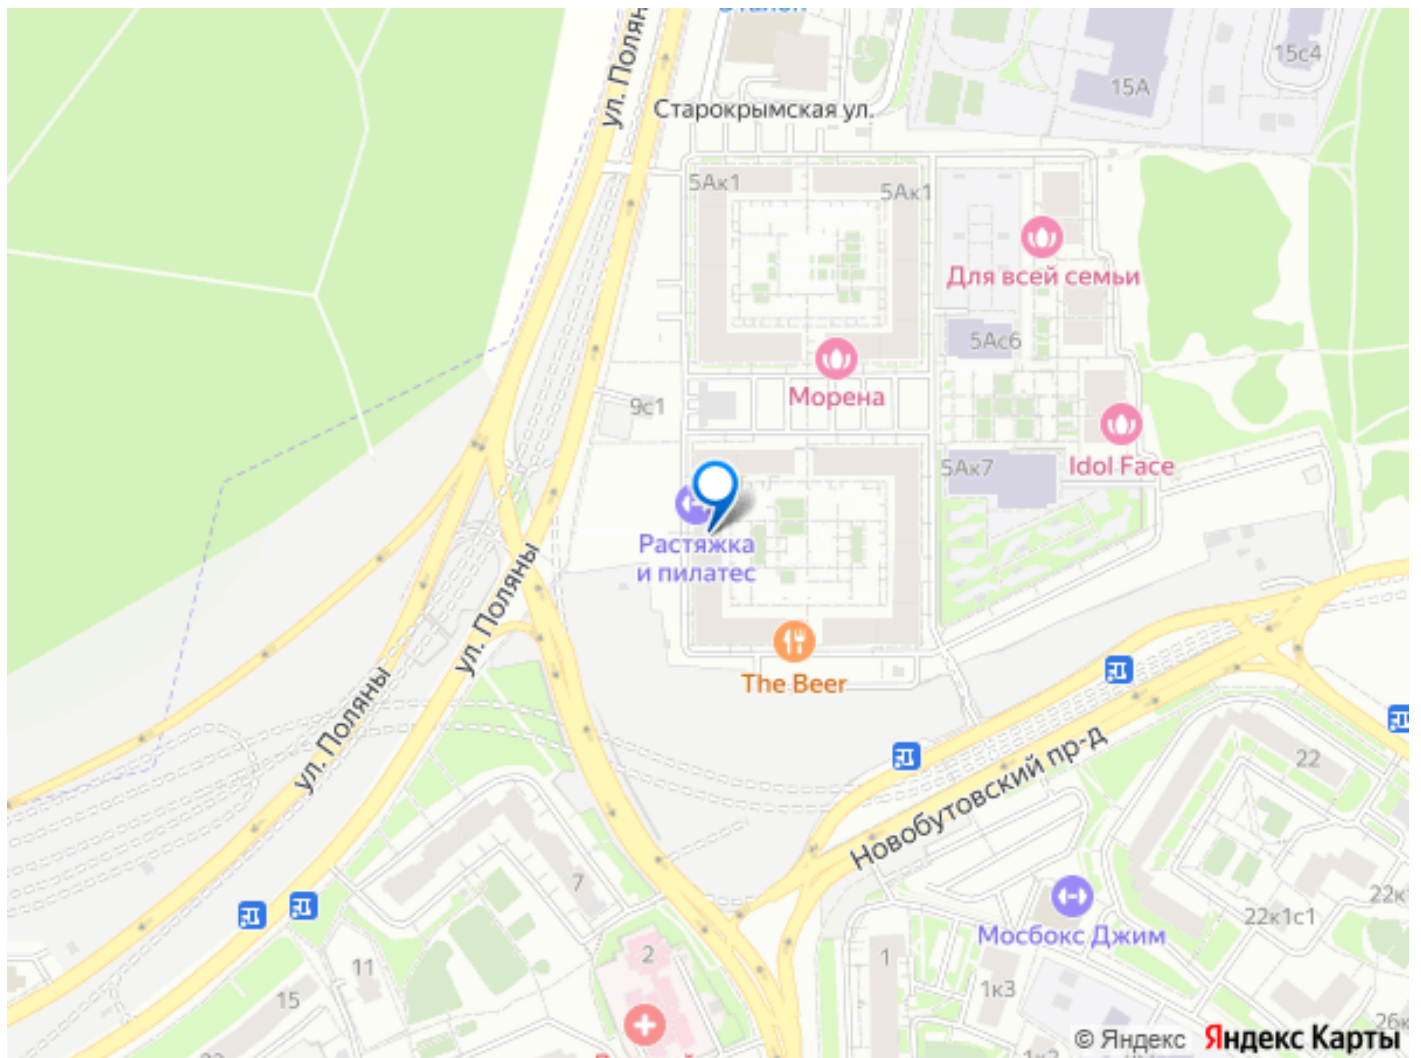 Эталон
ул. Поляны
Старокрымская ул.
15с4
15А
5Ак1
5Ак1
Для всей семьи
5Ас6
Морена
9с1
5Ак7
Idol Face
Растяжка
и пилатес
ул. Поляны
ул. Поляны
The Beer
Новобутовский пр-д
22
7
22к1с1
Мосбокс Джим
2
1
11
1к3
15
© Яндекс
Яндекс Карты